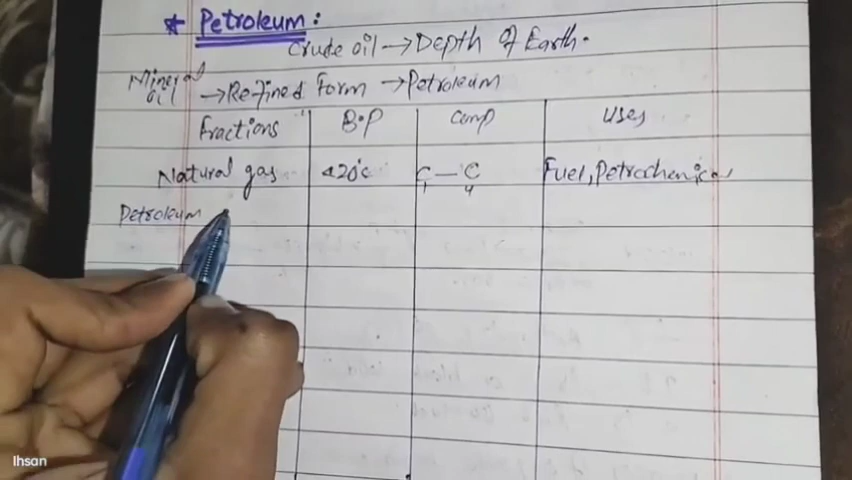 * Petroleum:
Crude oil → Depth of Earth.
Mineral oil → Refined Form → Petroleum
Fractions B.P Comp Uses
Natural gas <20°C C1 - C4 Fuel, Petrochemical
Petroleum
Ihsan